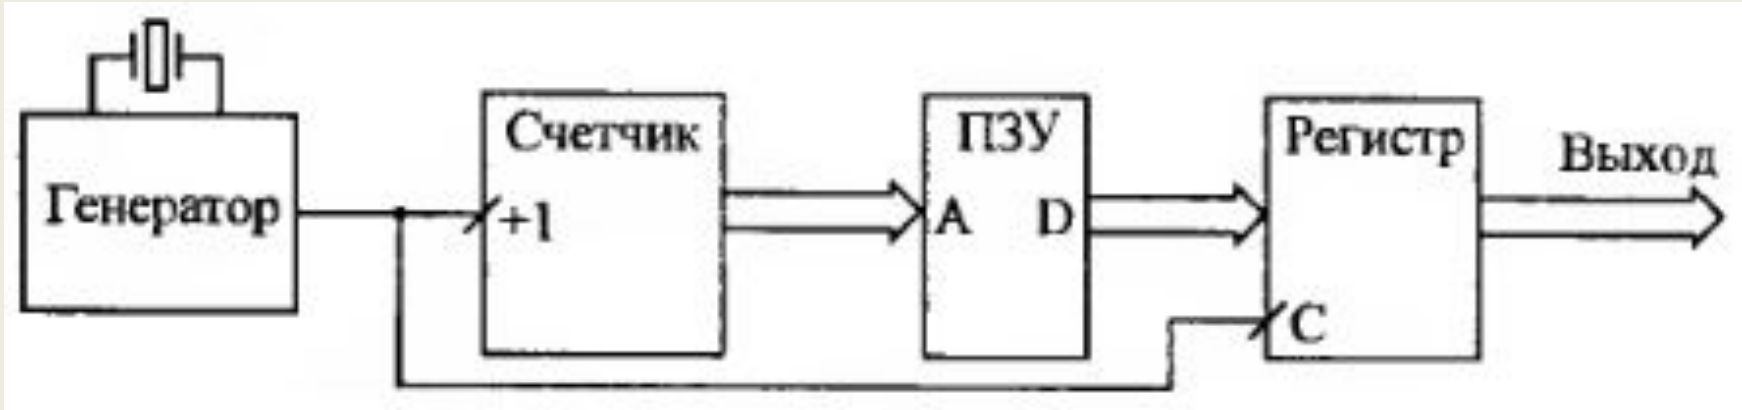 Генератор
Счетчик
+1
ПЗУ
A D
Регистр
C
Выход